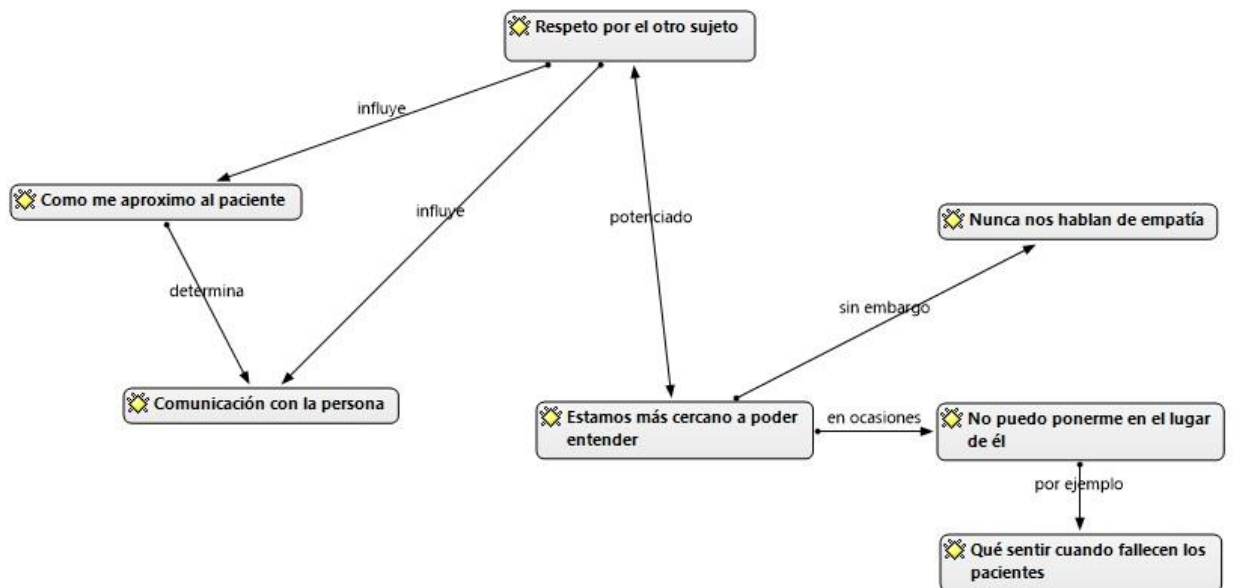 Respeto por el otro sujeto
influye
Como me aproximo al paciente
influye
potenciado
Nunca nos hablan de empatía
determina
sin embargo
Comunicación con la persona
Estamos más cercano a poder
entender
en ocasiones
No puedo ponerme en el lugar
de él
por ejemplo
Qué sentir cuando fallecen los
pacientes